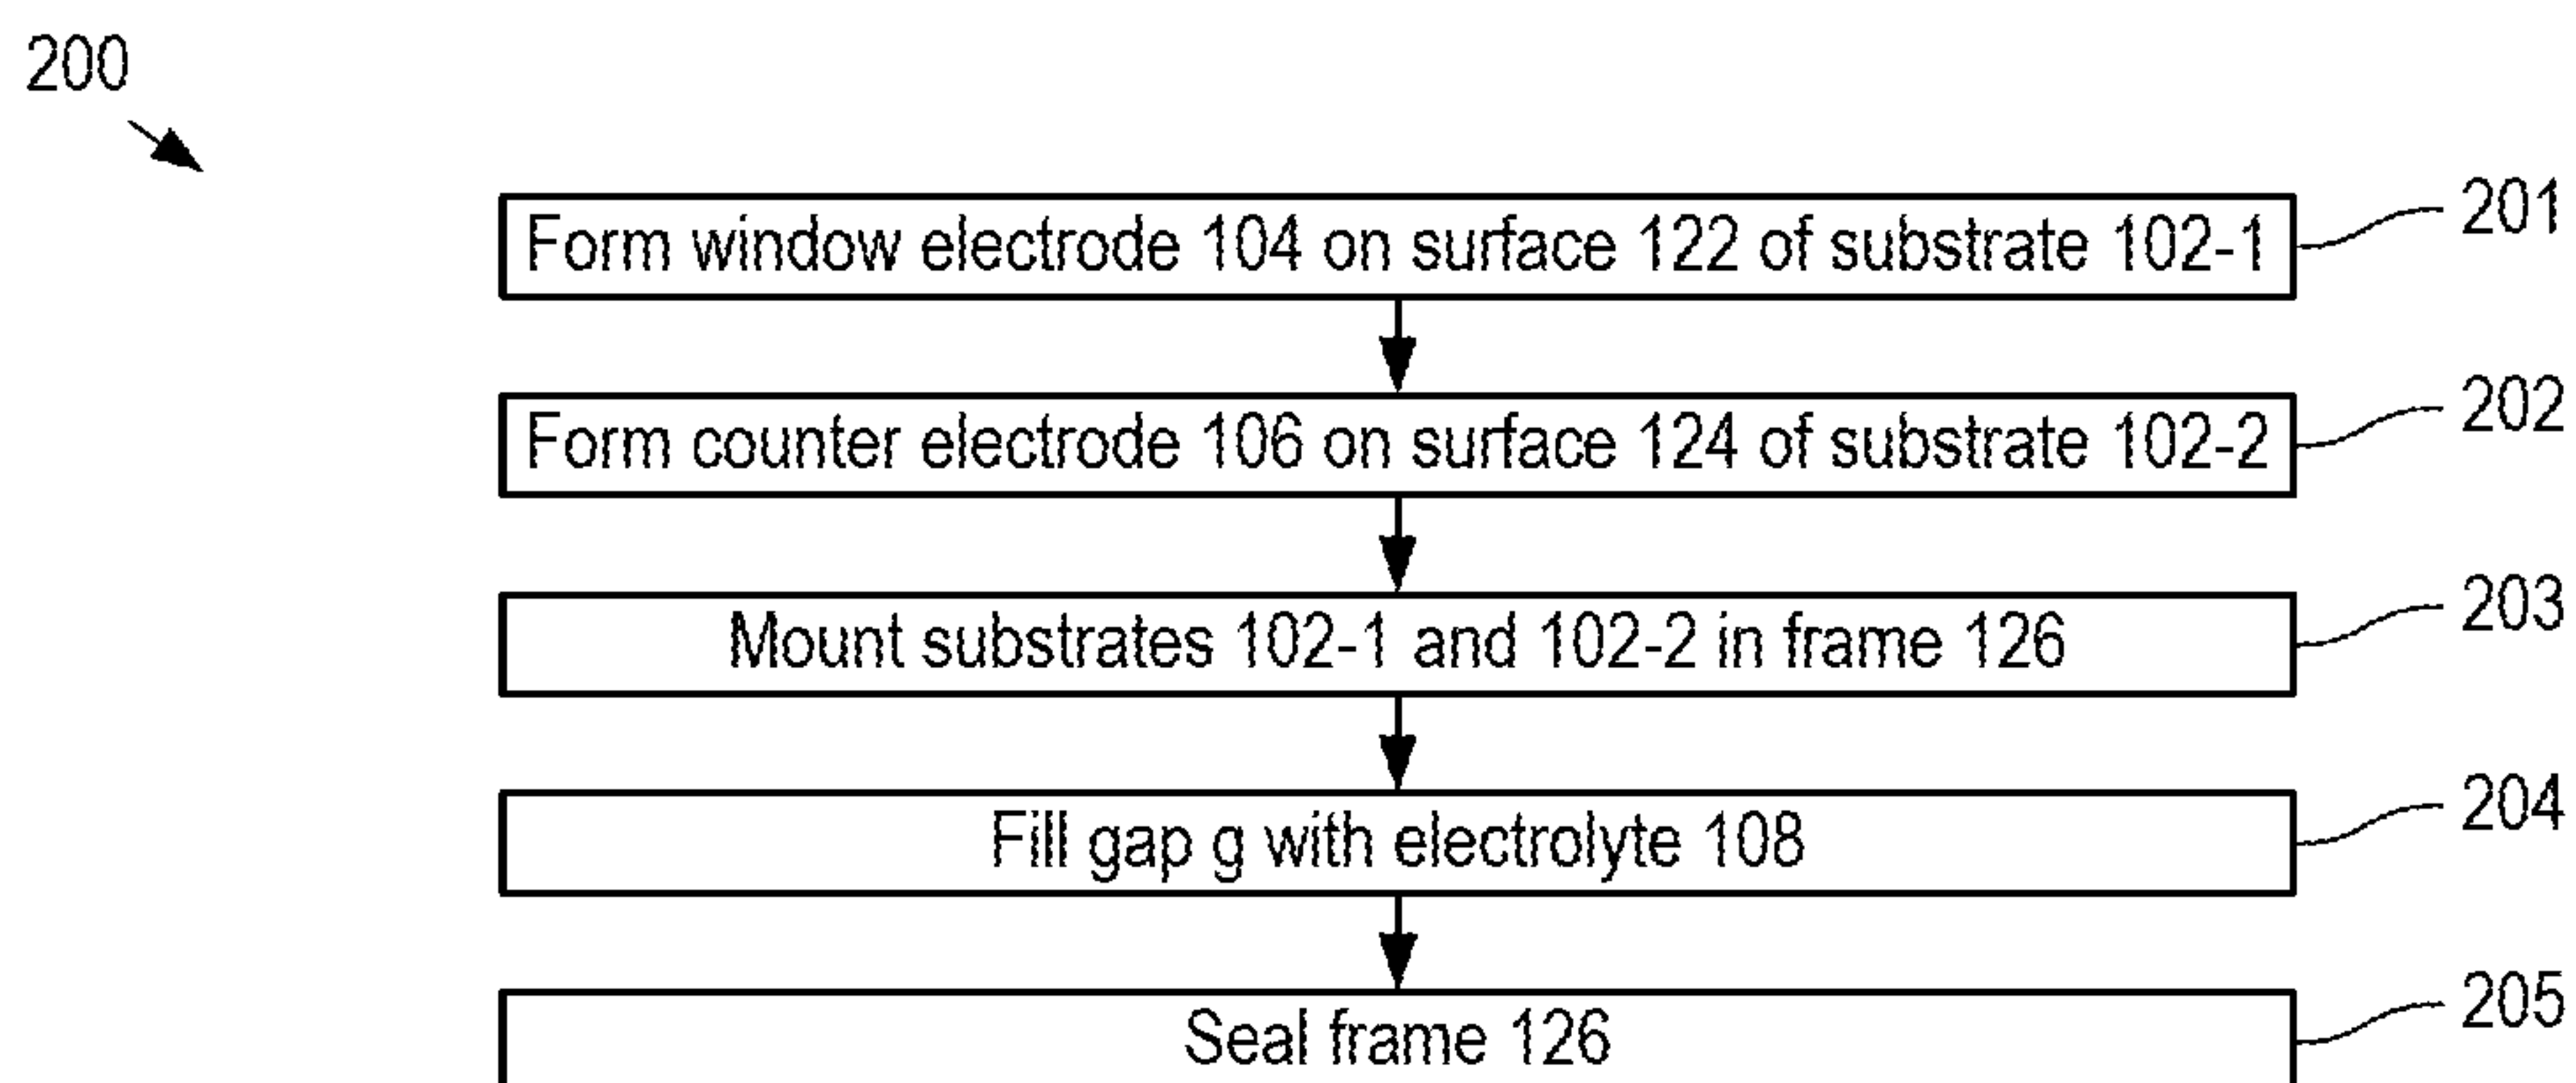 200
Form window electrode 104 on surface 122 of substrate 102-1
201
Form counter electrode 106 on surface 124 of substrate 102-2
202
Mount substrates 102-1 and 102-2 in frame 126
203
Fill gap g with electrolyte 108
204
Seal frame 126
205